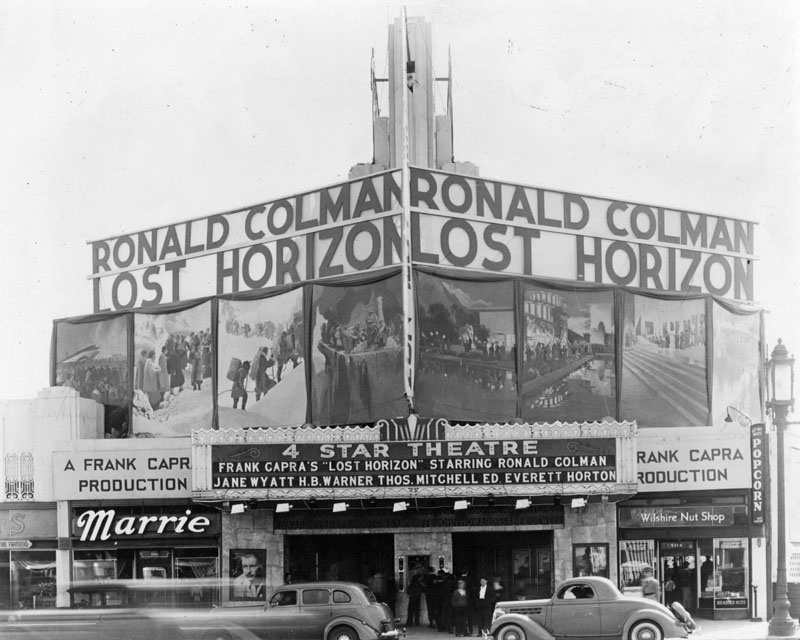 RONALD COLMAN
LOST HORIZON
RONALD COLMAN
LOST HORIZON
4 STAR THEATRE
FRANK CAPRA'S "LOST HORIZON" STARRING RONALD COLMAN
JANE WYATT H.B. WARNER THOS. MITCHELL ED. EVERETT HORTON
A FRANK CAPRA
PRODUCTION
RANK CAPRA
PRODUCTION
POPCORN
S
Marrie
Wilshire Nut Shop